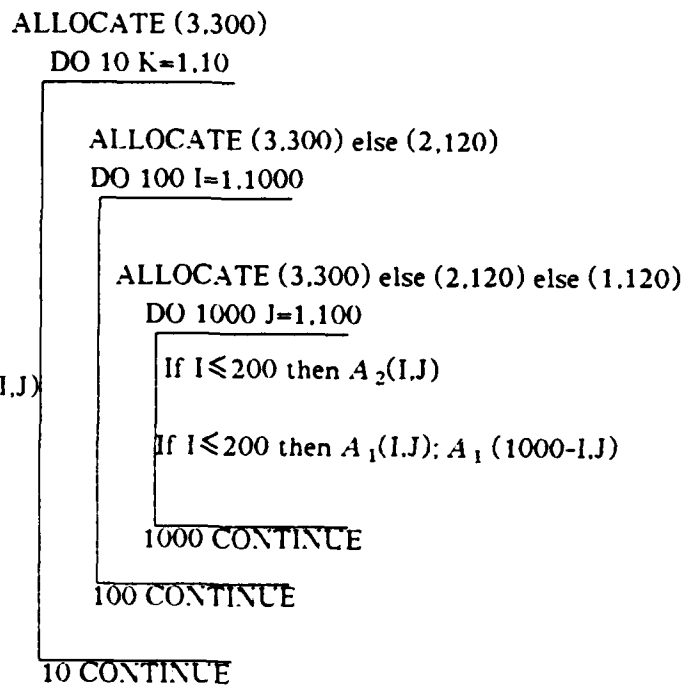 ALLOCATE (3,300)
DO 10 K=1,10
ALLOCATE (3,300) else (2,120)
DO 100 I=1,1000
ALLOCATE (3,300) else (2,120) else (1,120)
DO 1000 J=1,100
If I≤200 then A₂(I,J)
I,J)
If I≤200 then A₁(I,J); A₁ (1000-I,J)
1000 CONTINUE
100 CONTINUE
10 CONTINUE